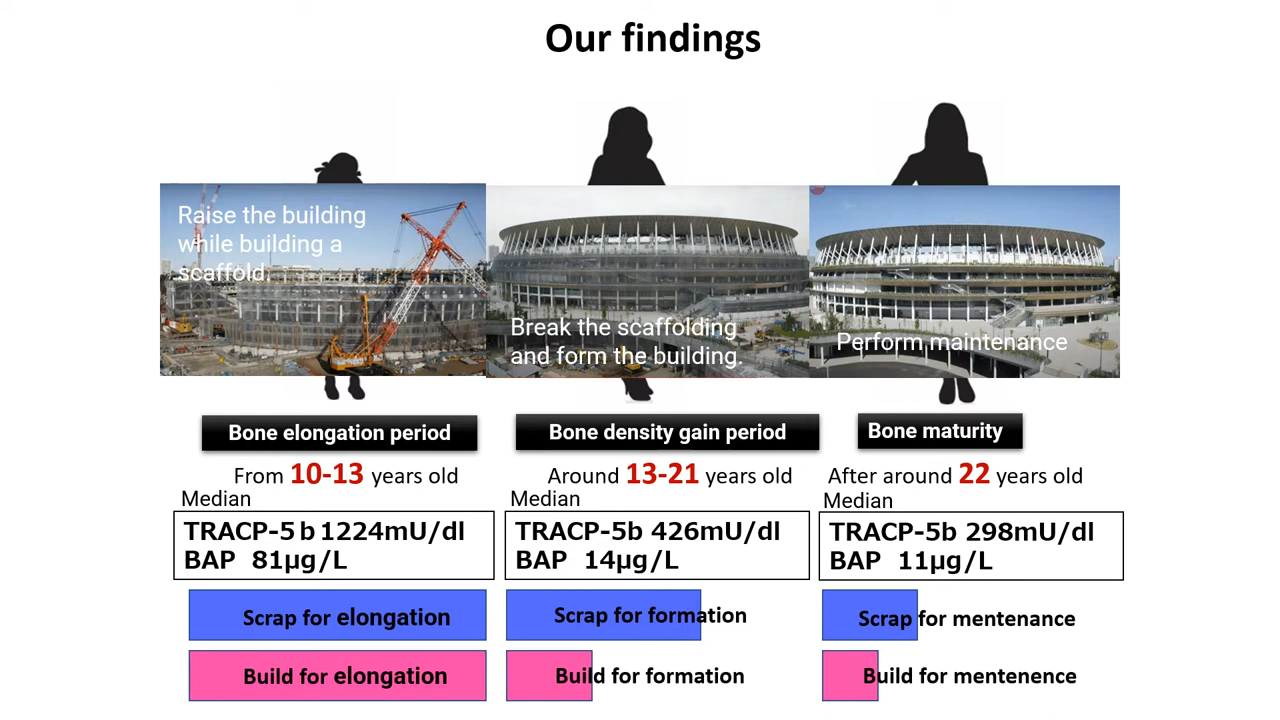 Our findings
Raise the building
while building a
scaffold.
Break the scaffolding
and form the building.
Perform maintenance
Bone elongation period
Bone density gain period
Bone maturity
From 10-13 years old
Around 13-21 years old
After around 22 years old
Median
Median
Median
TRACP-5b 1224mU/dl
BAP 81μg/L
TRACP-5b 426mU/dl
BAP 14μg/L
TRACP-5b 298mU/dl
BAP 11μg/L
Scrap for elongation
Scrap for formation
Scrap for mentenance
Build for elongation
Build for formation
Build for mentenence